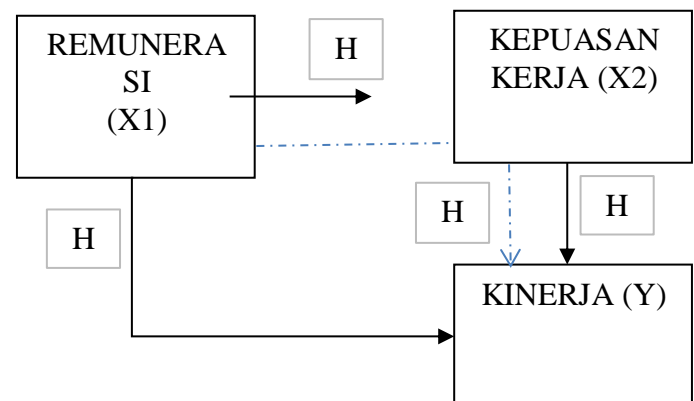 REMUNERA
SI
(X1)
H
KEPUASAN
KERJA (X2)
H
H
H
KINERJA (Y)